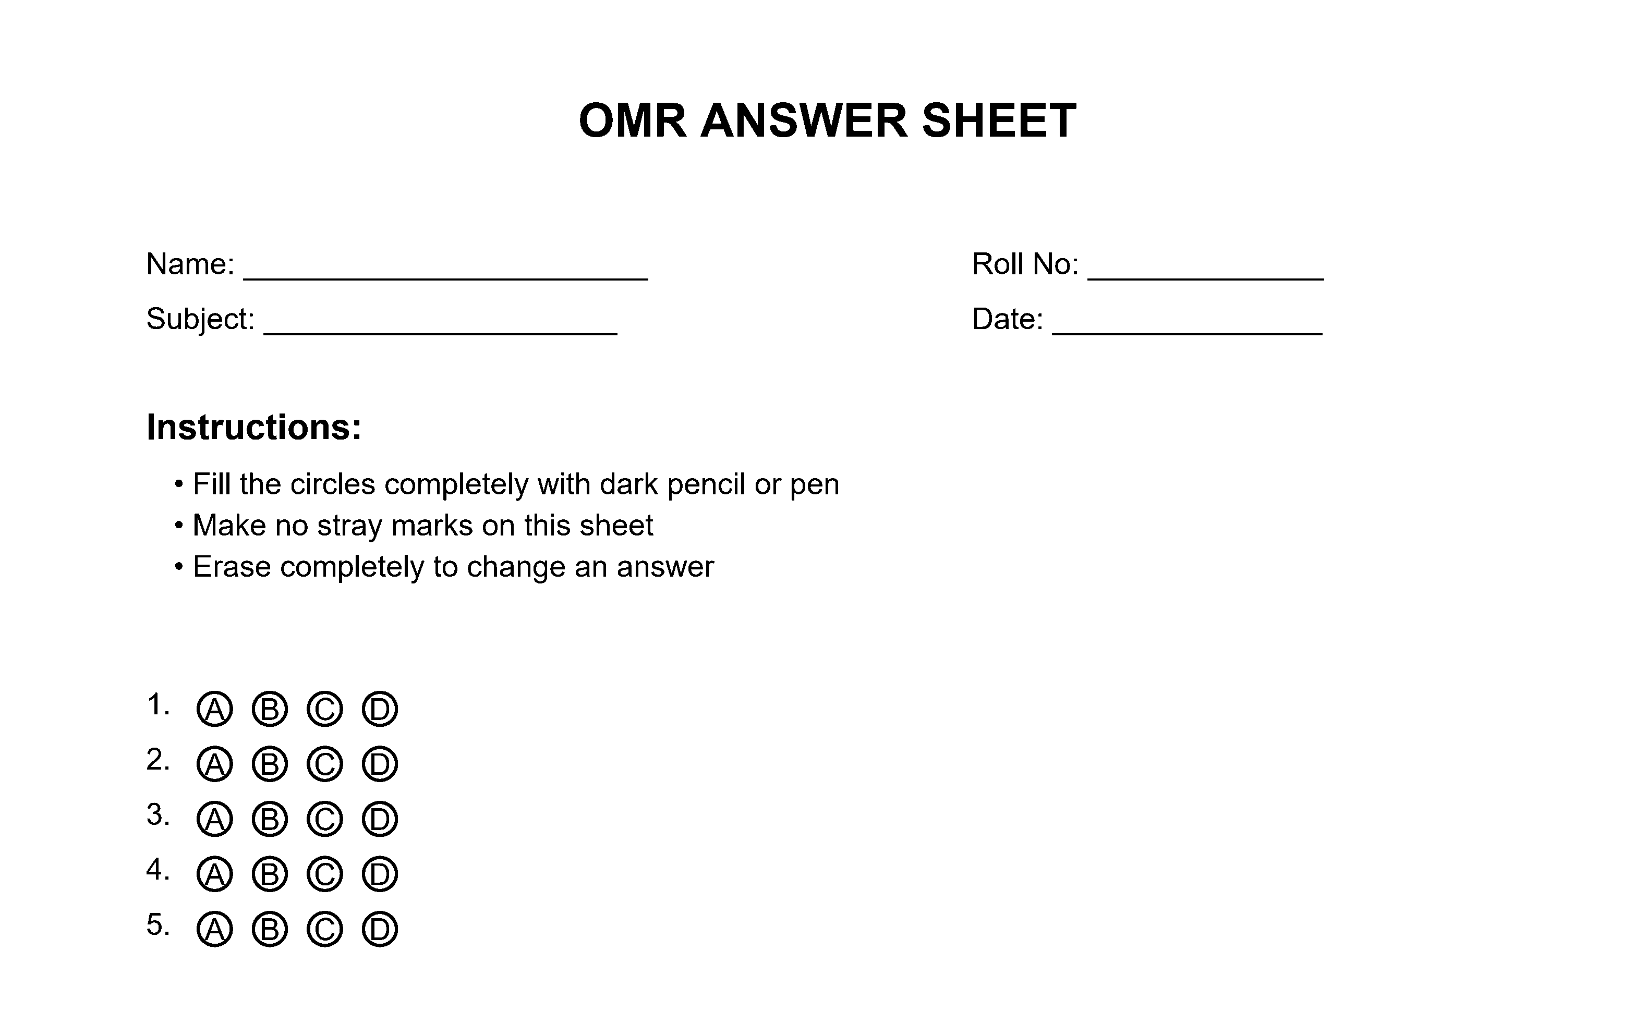 OMR ANSWER SHEET
Name: ________________________ Roll No: ______________
Subject: _____________________ Date: ________________
Instructions:
• Fill the circles completely with dark pencil or pen
• Make no stray marks on this sheet
• Erase completely to change an answer
1. A B C D
2. A B C D
3. A B C D
4. A B C D
5. A B C D